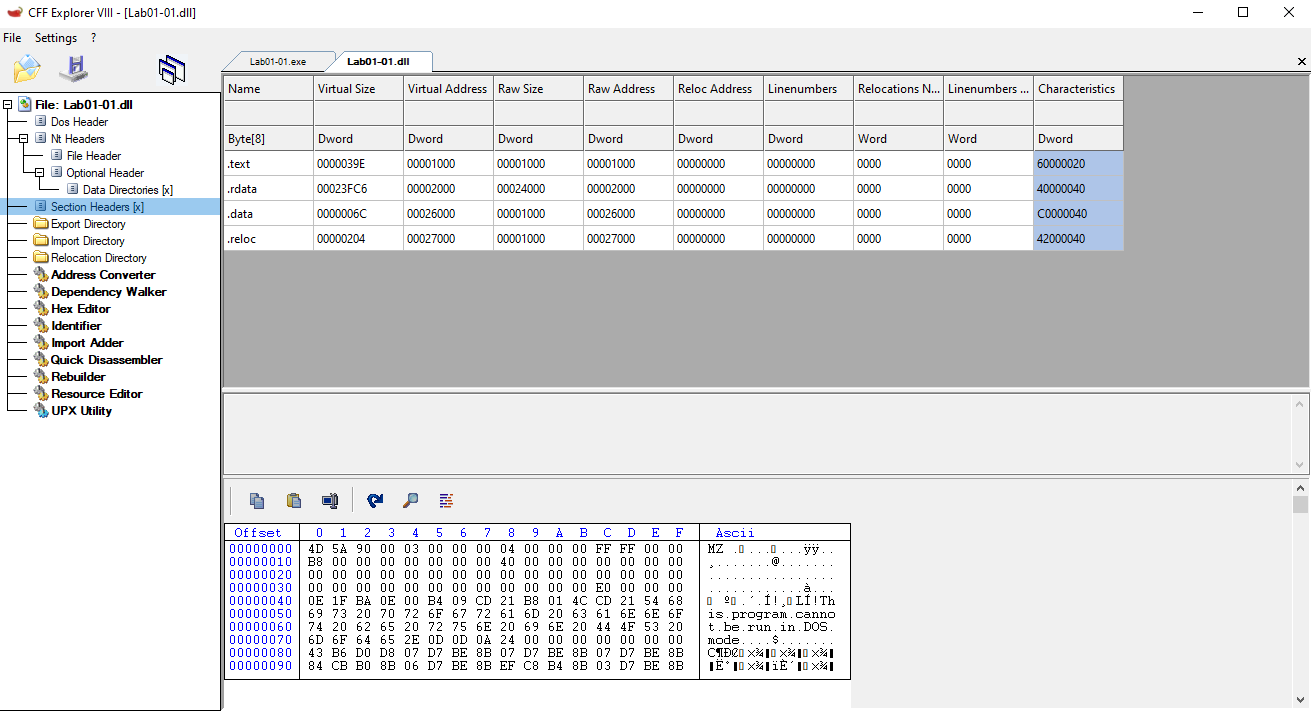 CFF Explorer VIII - [Lab01-01.dll]
File Settings ?
Lab01-01.exe Lab01-01.dll
File: Lab01-01.dll
Dos Header
Nt Headers
File Header
Optional Header
Data Directories [x]
Section Headers [x]
Export Directory
Import Directory
Relocation Directory
Address Converter
Dependency Walker
Hex Editor
Identifier
Import Adder
Quick Disassembler
Rebuilder
Resource Editor
UPX Utility
Name Virtual Size Virtual Address Raw Size Raw Address Reloc Address Linenumbers Relocations N... Linenumbers ... Characteristics
Byte[8] Dword Dword Dword Dword Dword Dword Word Word Dword
.text 0000039E 00001000 00001000 00001000 00000000 00000000 0000 0000 60000020
.rdata 00023FC6 00002000 00024000 00002000 00000000 00000000 0000 0000 40000040
.data 0000006C 00026000 00001000 00026000 00000000 00000000 0000 0000 C0000040
.reloc 00000204 00027000 00001000 00027000 00000000 00000000 0000 0000 42000040
Offset 0 1 2 3 4 5 6 7 8 9 A B C D E F Ascii
00000000 4D 5A 90 00 03 00 00 00 04 00 00 00 FF FF 00 00 MZ.▯...▯...ÿÿ..
00000010 B8 00 00 00 00 00 00 00 40 00 00 00 00 00 00 00 ¸.......@.......
00000020 00 00 00 00 00 00 00 00 00 00 00 00 00 00 00 00 ................
00000030 00 00 00 00 00 00 00 00 00 00 00 00 E0 00 00 00 ............à...
00000040 0E 1F BA 0E 00 B4 09 CD 21 B8 01 4C CD 21 54 68 ▯ º▯.´.Í!¸▯LÍ!Th
00000050 69 73 20 70 72 6F 67 72 61 6D 20 63 61 6E 6E 6F is.program.canno
00000060 74 20 62 65 20 72 75 6E 20 69 6E 20 44 4F 53 20 t.be.run.in.DOS.
00000070 6D 6F 64 65 2E 0D 0D 0A 24 00 00 00 00 00 00 00 mode....$.......
00000080 43 B6 D0 D8 07 D7 BE 8B 07 D7 BE 8B 07 D7 BE 8B C¶ÐØ▯×¾▯×¾▯×¾
00000090 84 CB B0 8B 06 D7 BE 8B EF C8 B4 8B 03 D7 BE 8B Ë°▯×¾ïÈ´▯×¾